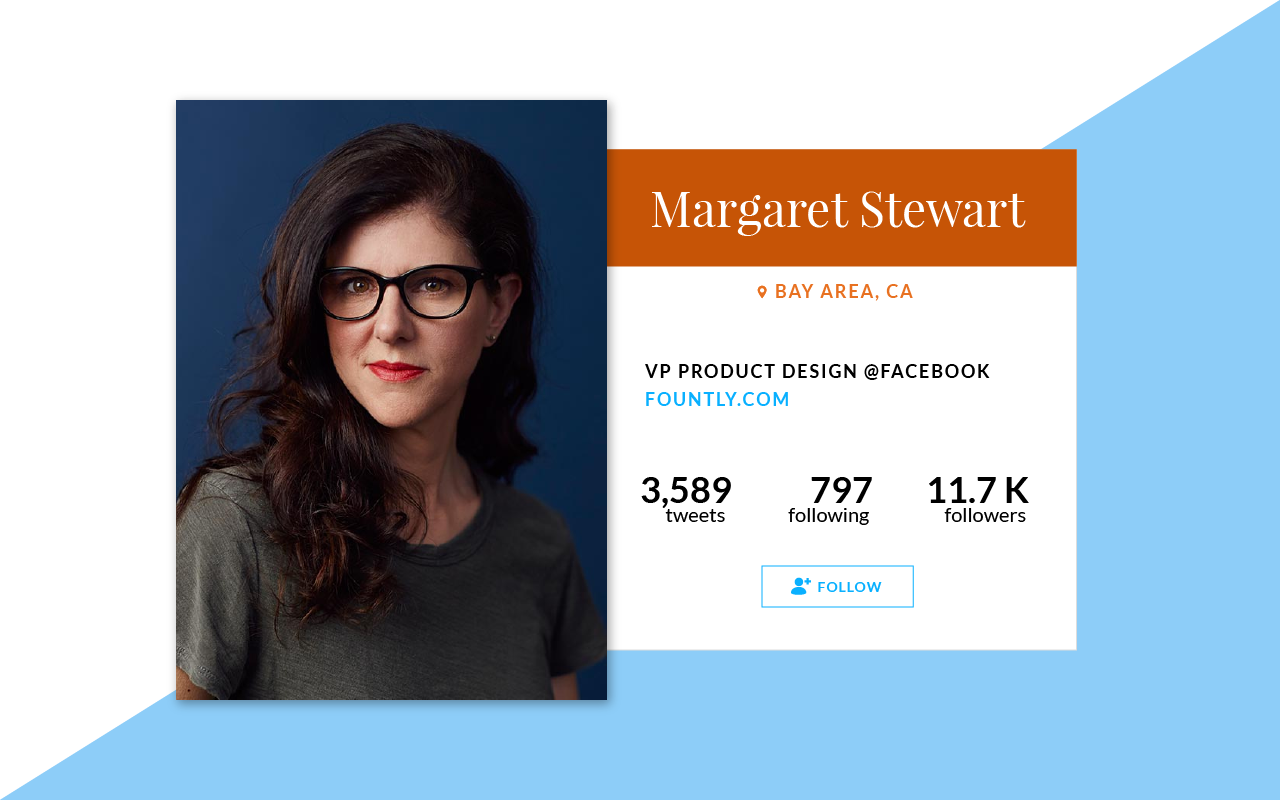 Margaret Stewart
BAY AREA, CA
VP PRODUCT DESIGN @FACEBOOK
FOUNTLY.COM
3,589 797 11.7 K
tweets following followers
FOLLOW